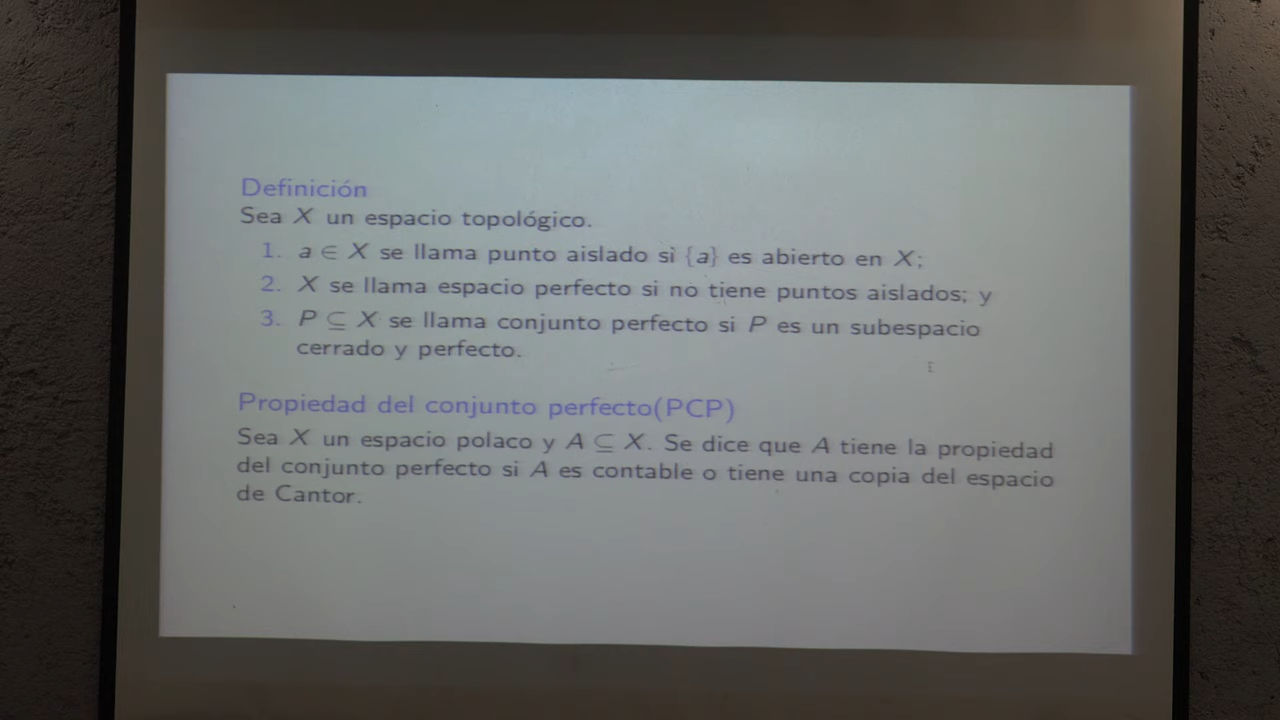 Definición
Sea X un espacio topológico.
1. a ∈ X se llama punto aislado si {a} es abierto en X;
2. X se llama espacio perfecto si no tiene puntos aislados; y
3. P ⊆ X se llama conjunto perfecto si P es un subespacio
cerrado y perfecto.
Propiedad del conjunto perfecto(PCP)
Sea X un espacio polaco y A ⊆ X. Se dice que A tiene la propiedad
del conjunto perfecto si A es contable o tiene una copia del espacio
de Cantor.